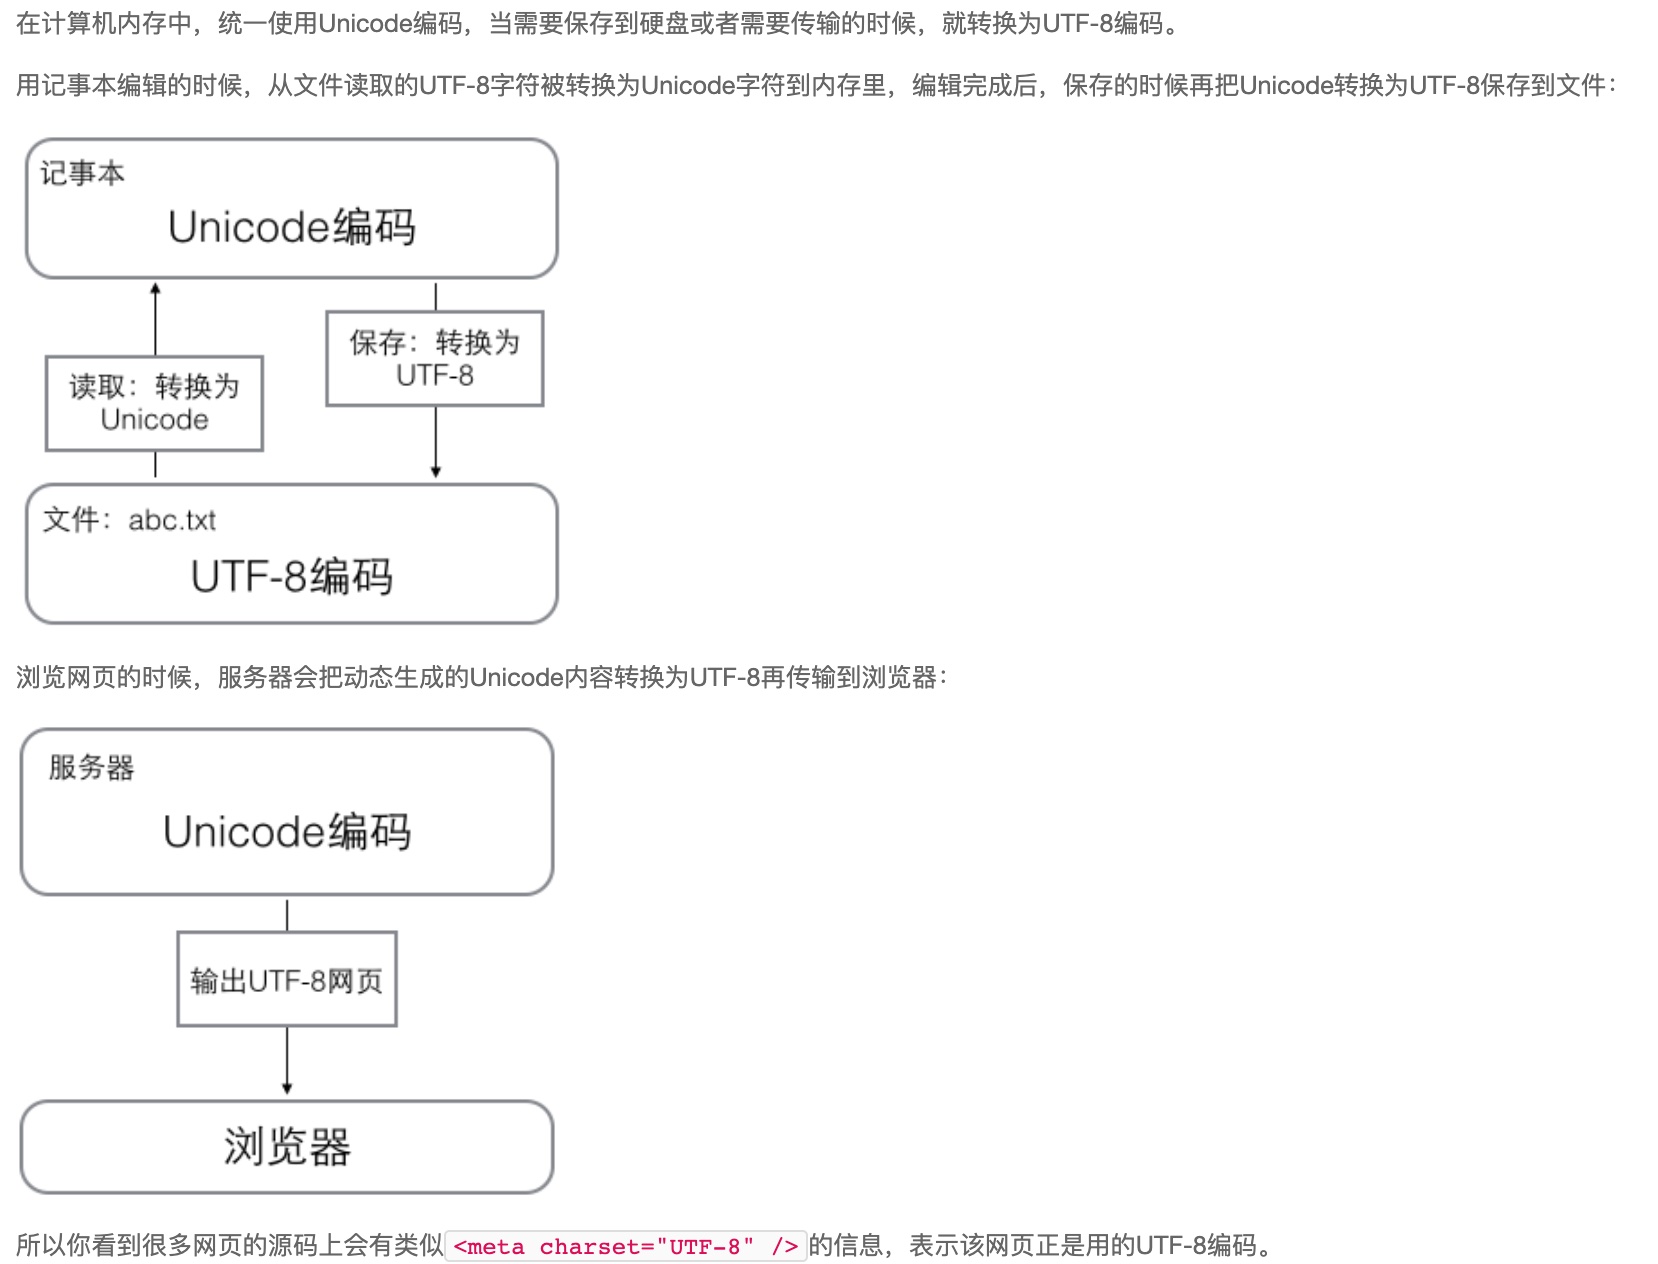 在计算机内存中，统一使用Unicode编码，当需要保存到硬盘或者需要传输的时候，就转换为UTF-8编码。
用记事本编辑的时候，从文件读取的UTF-8字符被转换为Unicode字符到内存里，编辑完成后，保存的时候再把Unicode转换为UTF-8保存到文件：
记事本
Unicode编码
保存：转换为
UTF-8
读取：转换为
Unicode
文件：abc.txt
UTF-8编码
浏览网页的时候，服务器会把动态生成的Unicode内容转换为UTF-8再传输到浏览器：
服务器
Unicode编码
输出UTF-8网页
浏览器
所以你看到很多网页的源码上会有类似<meta charset="UTF-8" />的信息，表示该网页正是用的UTF-8编码。